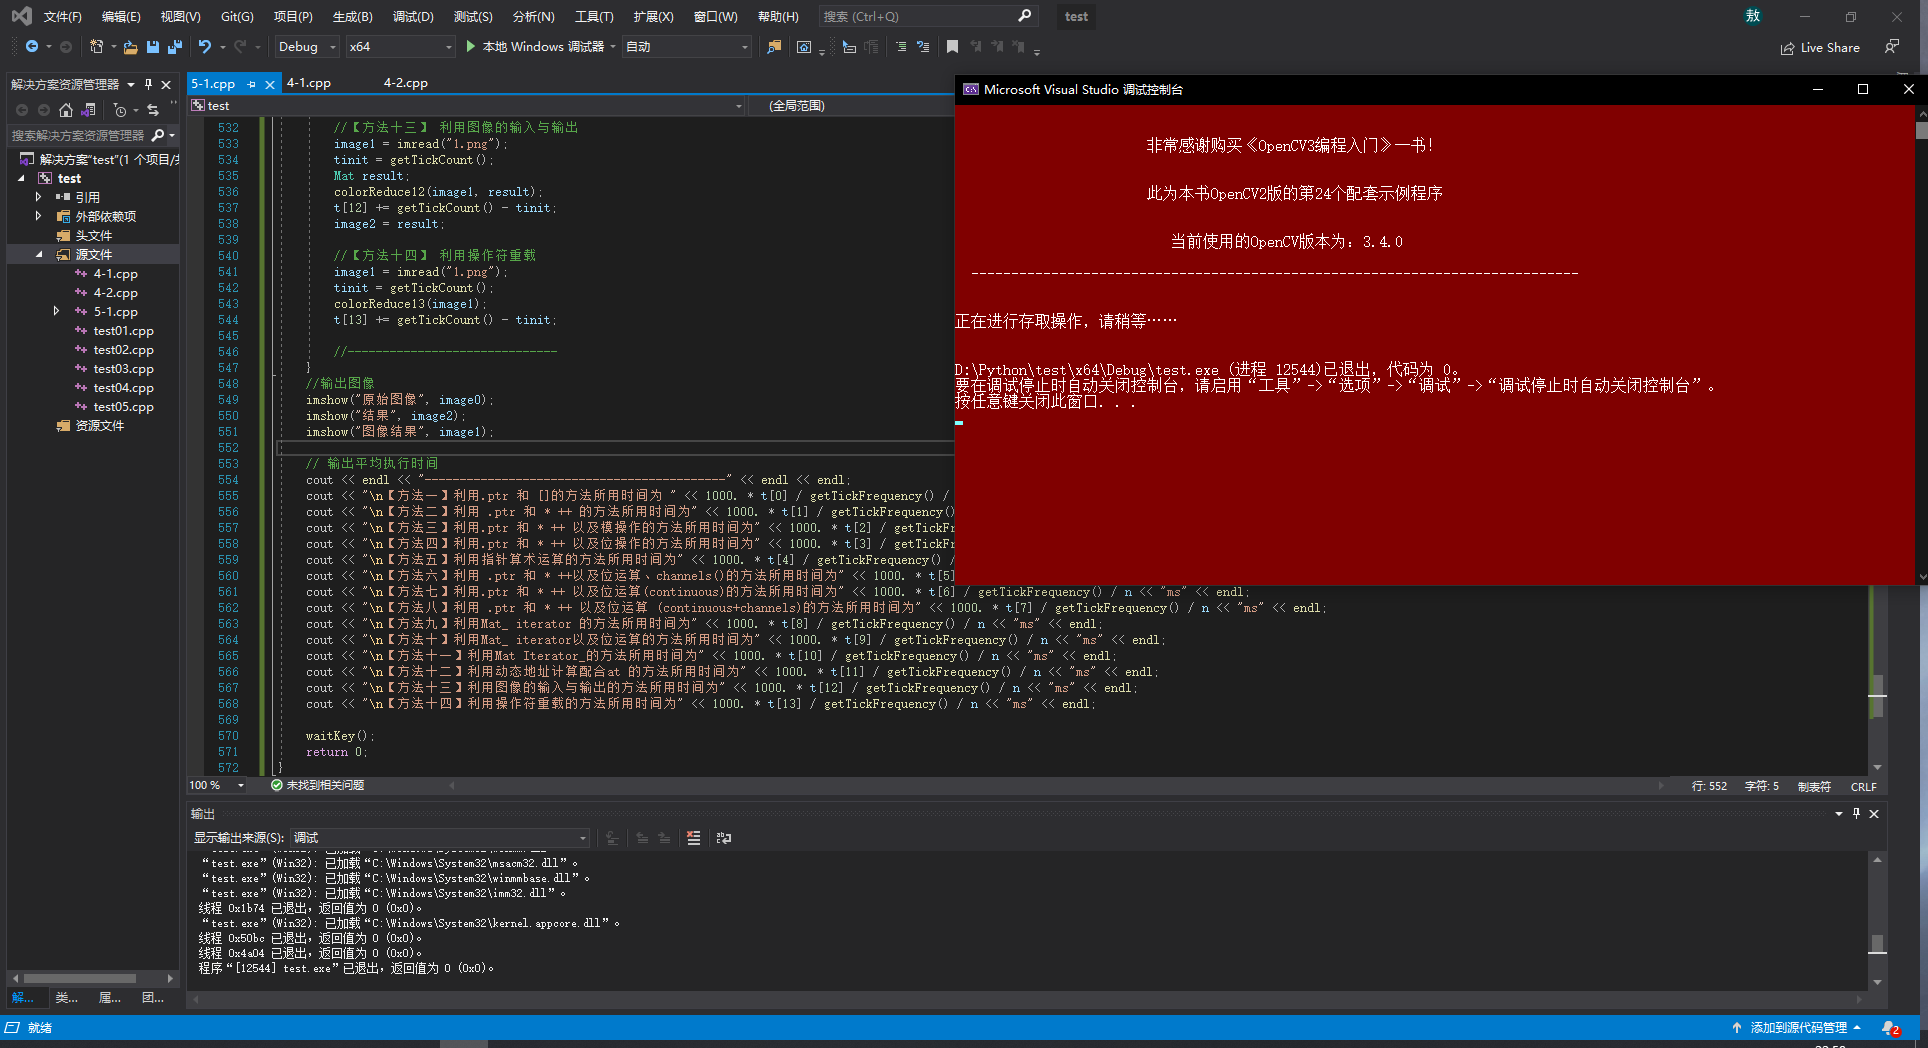 文件(F) 编辑(E) 视图(V) Git(G) 项目(P) 生成(B) 调试(D) 测试(S) 分析(N) 工具(T) 扩展(X) 窗口(W) 帮助(H) 搜索 (Ctrl+Q) test 敖
Debug x64 本地 Windows 调试器 自动 Live Share
解决方案资源管理器
搜索解决方案资源管理器
解决方案"test"(1 个项目/
test
引用
外部依赖项
头文件
源文件
4-1.cpp
4-2.cpp
5-1.cpp
test01.cpp
test02.cpp
test03.cpp
test04.cpp
test05.cpp
资源文件
解... 类... 属... 团...
5-1.cpp 4-1.cpp 4-2.cpp
test (全局范围)
532 //【方法十三】 利用图像的输入与输出
533 image1 = imread("1.png");
534 tinit = getTickCount();
535 Mat result;
536 colorReduce12(image1, result);
537 t[12] += getTickCount() - tinit;
538 image2 = result;
539
540 //【方法十四】 利用操作符重载
541 image1 = imread("1.png");
542 tinit = getTickCount();
543 colorReduce13(image1);
544 t[13] += getTickCount() - tinit;
545
546 //------------------------------
547 }
548 //输出图像
549 imshow("原始图像", image0);
550 imshow("结果", image2);
551 imshow("图像结果", image1);
552
553 // 输出平均执行时间
554 cout << endl << "-------------------------------------------" << endl << endl;
555 cout << "\n【方法一】利用.ptr 和 []的方法所用时间为 " << 1000. * t[0] / getTickFrequency() /
556 cout << "\n【方法二】利用 .ptr 和 * ++ 的方法所用时间为" << 1000. * t[1] / getTickFrequency()
557 cout << "\n【方法三】利用.ptr 和 * ++ 以及模操作的方法所用时间为" << 1000. * t[2] / getTickFr
558 cout << "\n【方法四】利用.ptr 和 * ++ 以及位操作的方法所用时间为" << 1000. * t[3] / getTickFr
559 cout << "\n【方法五】利用指针算术运算的方法所用时间为" << 1000. * t[4] / getTickFrequency() /
560 cout << "\n【方法六】利用 .ptr 和 * ++以及位运算、channels()的方法所用时间为" << 1000. * t[5]
561 cout << "\n【方法七】利用.ptr 和 * ++ 以及位运算(continuous)的方法所用时间为" << 1000. * t[6] / getTickFrequency() / n << "ms" << endl;
562 cout << "\n【方法八】利用 .ptr 和 * ++ 以及位运算 (continuous+channels)的方法所用时间为" << 1000. * t[7] / getTickFrequency() / n << "ms" << endl;
563 cout << "\n【方法九】利用Mat_ iterator 的方法所用时间为" << 1000. * t[8] / getTickFrequency() / n << "ms" << endl;
564 cout << "\n【方法十】利用Mat_ iterator以及位运算的方法所用时间为" << 1000. * t[9] / getTickFrequency() / n << "ms" << endl;
565 cout << "\n【方法十一】利用Mat Iterator_的方法所用时间为" << 1000. * t[10] / getTickFrequency() / n << "ms" << endl;
566 cout << "\n【方法十二】利用动态地址计算配合at 的方法所用时间为" << 1000. * t[11] / getTickFrequency() / n << "ms" << endl;
567 cout << "\n【方法十三】利用图像的输入与输出的方法所用时间为" << 1000. * t[12] / getTickFrequency() / n << "ms" << endl;
568 cout << "\n【方法十四】利用操作符重载的方法所用时间为" << 1000. * t[13] / getTickFrequency() / n << "ms" << endl;
569
570 waitKey();
571 return 0;
572 }
100 % 未找到相关问题 行: 552 字符: 5 制表符 CRLF
Microsoft Visual Studio 调试控制台
非常感谢购买《OpenCV3编程入门》一书!
此为本书OpenCV2版的第24个配套示例程序
当前使用的OpenCV版本为: 3.4.0
----------------------------------------------------------------------------
正在进行存取操作, 请稍等……
D:\Python\test\x64\Debug\test.exe (进程 12544)已退出, 代码为 0。
要在调试停止时自动关闭控制台, 请启用“工具”->“选项”->“调试”->“调试停止时自动关闭控制台”。
按任意键关闭此窗口. . .
输出
显示输出来源(S): 调试
“test.exe”(Win32): 已加载“C:\Windows\System32\msacm32.dll”。
“test.exe”(Win32): 已加载“C:\Windows\System32\winmmbase.dll”。
“test.exe”(Win32): 已加载“C:\Windows\System32\imm32.dll”。
线程 0x1b74 已退出, 返回值为 0 (0x0)。
“test.exe”(Win32): 已加载“C:\Windows\System32\kernel.appcore.dll”。
线程 0x50bc 已退出, 返回值为 0 (0x0)。
线程 0x4a04 已退出, 返回值为 0 (0x0)。
程序“[12544] test.exe”已退出, 返回值为 0 (0x0)。
就绪 添加到源代码管理 2